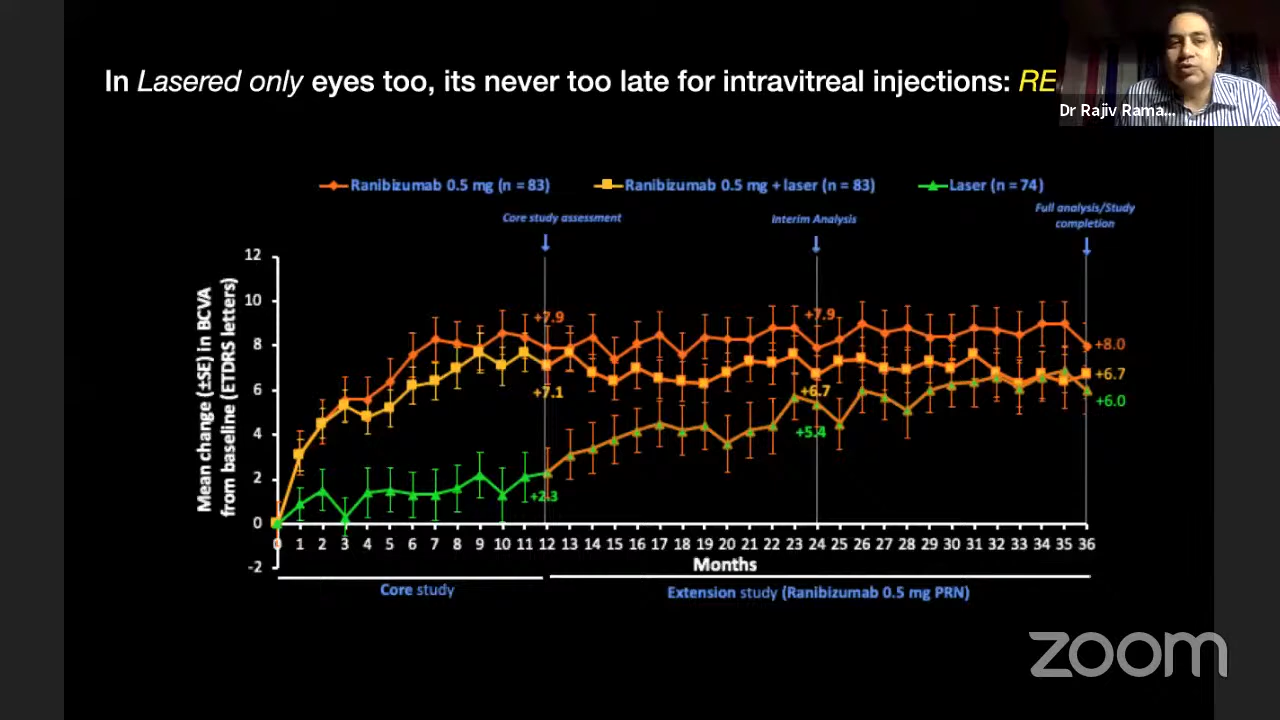 In Lasered only eyes too, its never too late for intravitreal injections: RE
Dr Rajiv Rama...
Ranibizumab 0.5 mg (n = 83)
Ranibizumab 0.5 mg + laser (n = 83)
Laser (n = 74)
Core study assessment
Interim Analysis
Full analysis/Study
completion
Mean change (±SE) in BCVA
from baseline (ETDRS letters)
12
10
8
6
4
2
0
-2
+7.9
+7.9
+8.0
+7.1
+6.7
+6.7
+2.3
+5.4
+6.0
0 1 2 3 4 5 6 7 8 9 10 11 12 13 14 15 16 17 18 19 20 21 22 23 24 25 26 27 28 29 30 31 32 33 34 35 36
Months
Core study
Extension study (Ranibizumab 0.5 mg PRN)
zoom